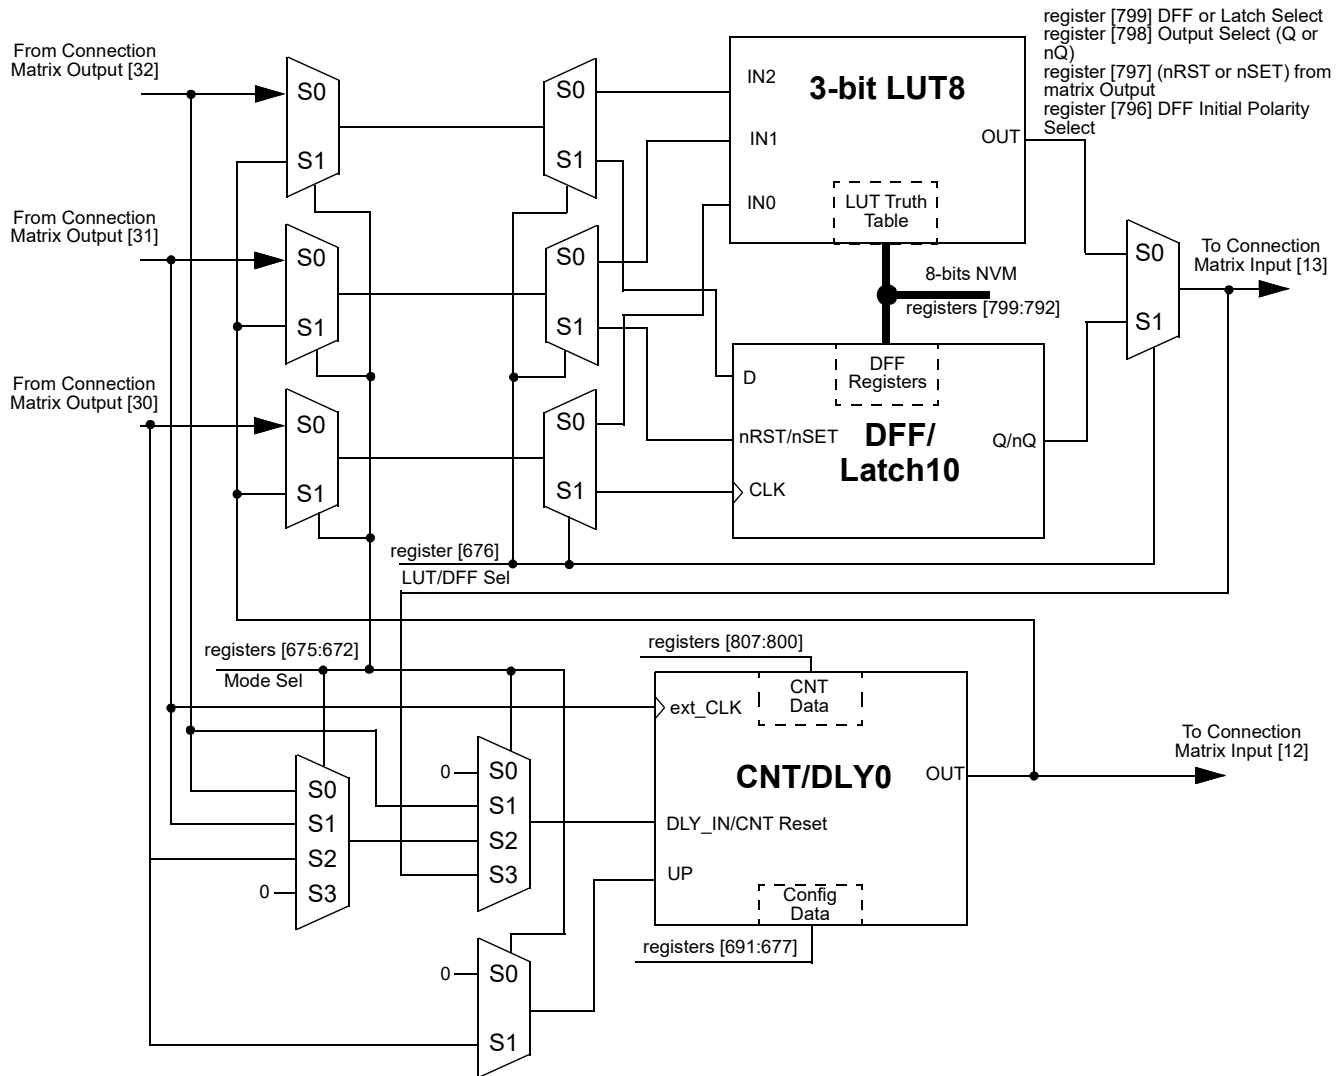 register [799] DFF or Latch Select
register [798] Output Select (Q or
nQ)
register [797] (nRST or nSET) from
matrix Output
register [796] DFF Initial Polarity
Select
From Connection
Matrix Output [32]
S0
S1
S0
S1
IN2
IN1
IN0
3-bit LUT8
OUT
LUT Truth
Table
From Connection
Matrix Output [31]
S0
S1
S0
S1
8-bits NVM
registers [799:792]
S0
S1
To Connection
Matrix Input [13]
From Connection
Matrix Output [30]
S0
S1
S0
S1
D
nRST/nSET
CLK
DFF
Registers
DFF/
Latch10
Q/nQ
register [676]
LUT/DFF Sel
registers [675:672]
Mode Sel
registers [807:800]
CNT
Data
ext_CLK
CNT/DLY0
OUT
DLY_IN/CNT Reset
UP
Config
Data
registers [691:677]
To Connection
Matrix Input [12]
S0
S1
S2
0
S3
0
S0
S1
S2
S3
0
S0
S1